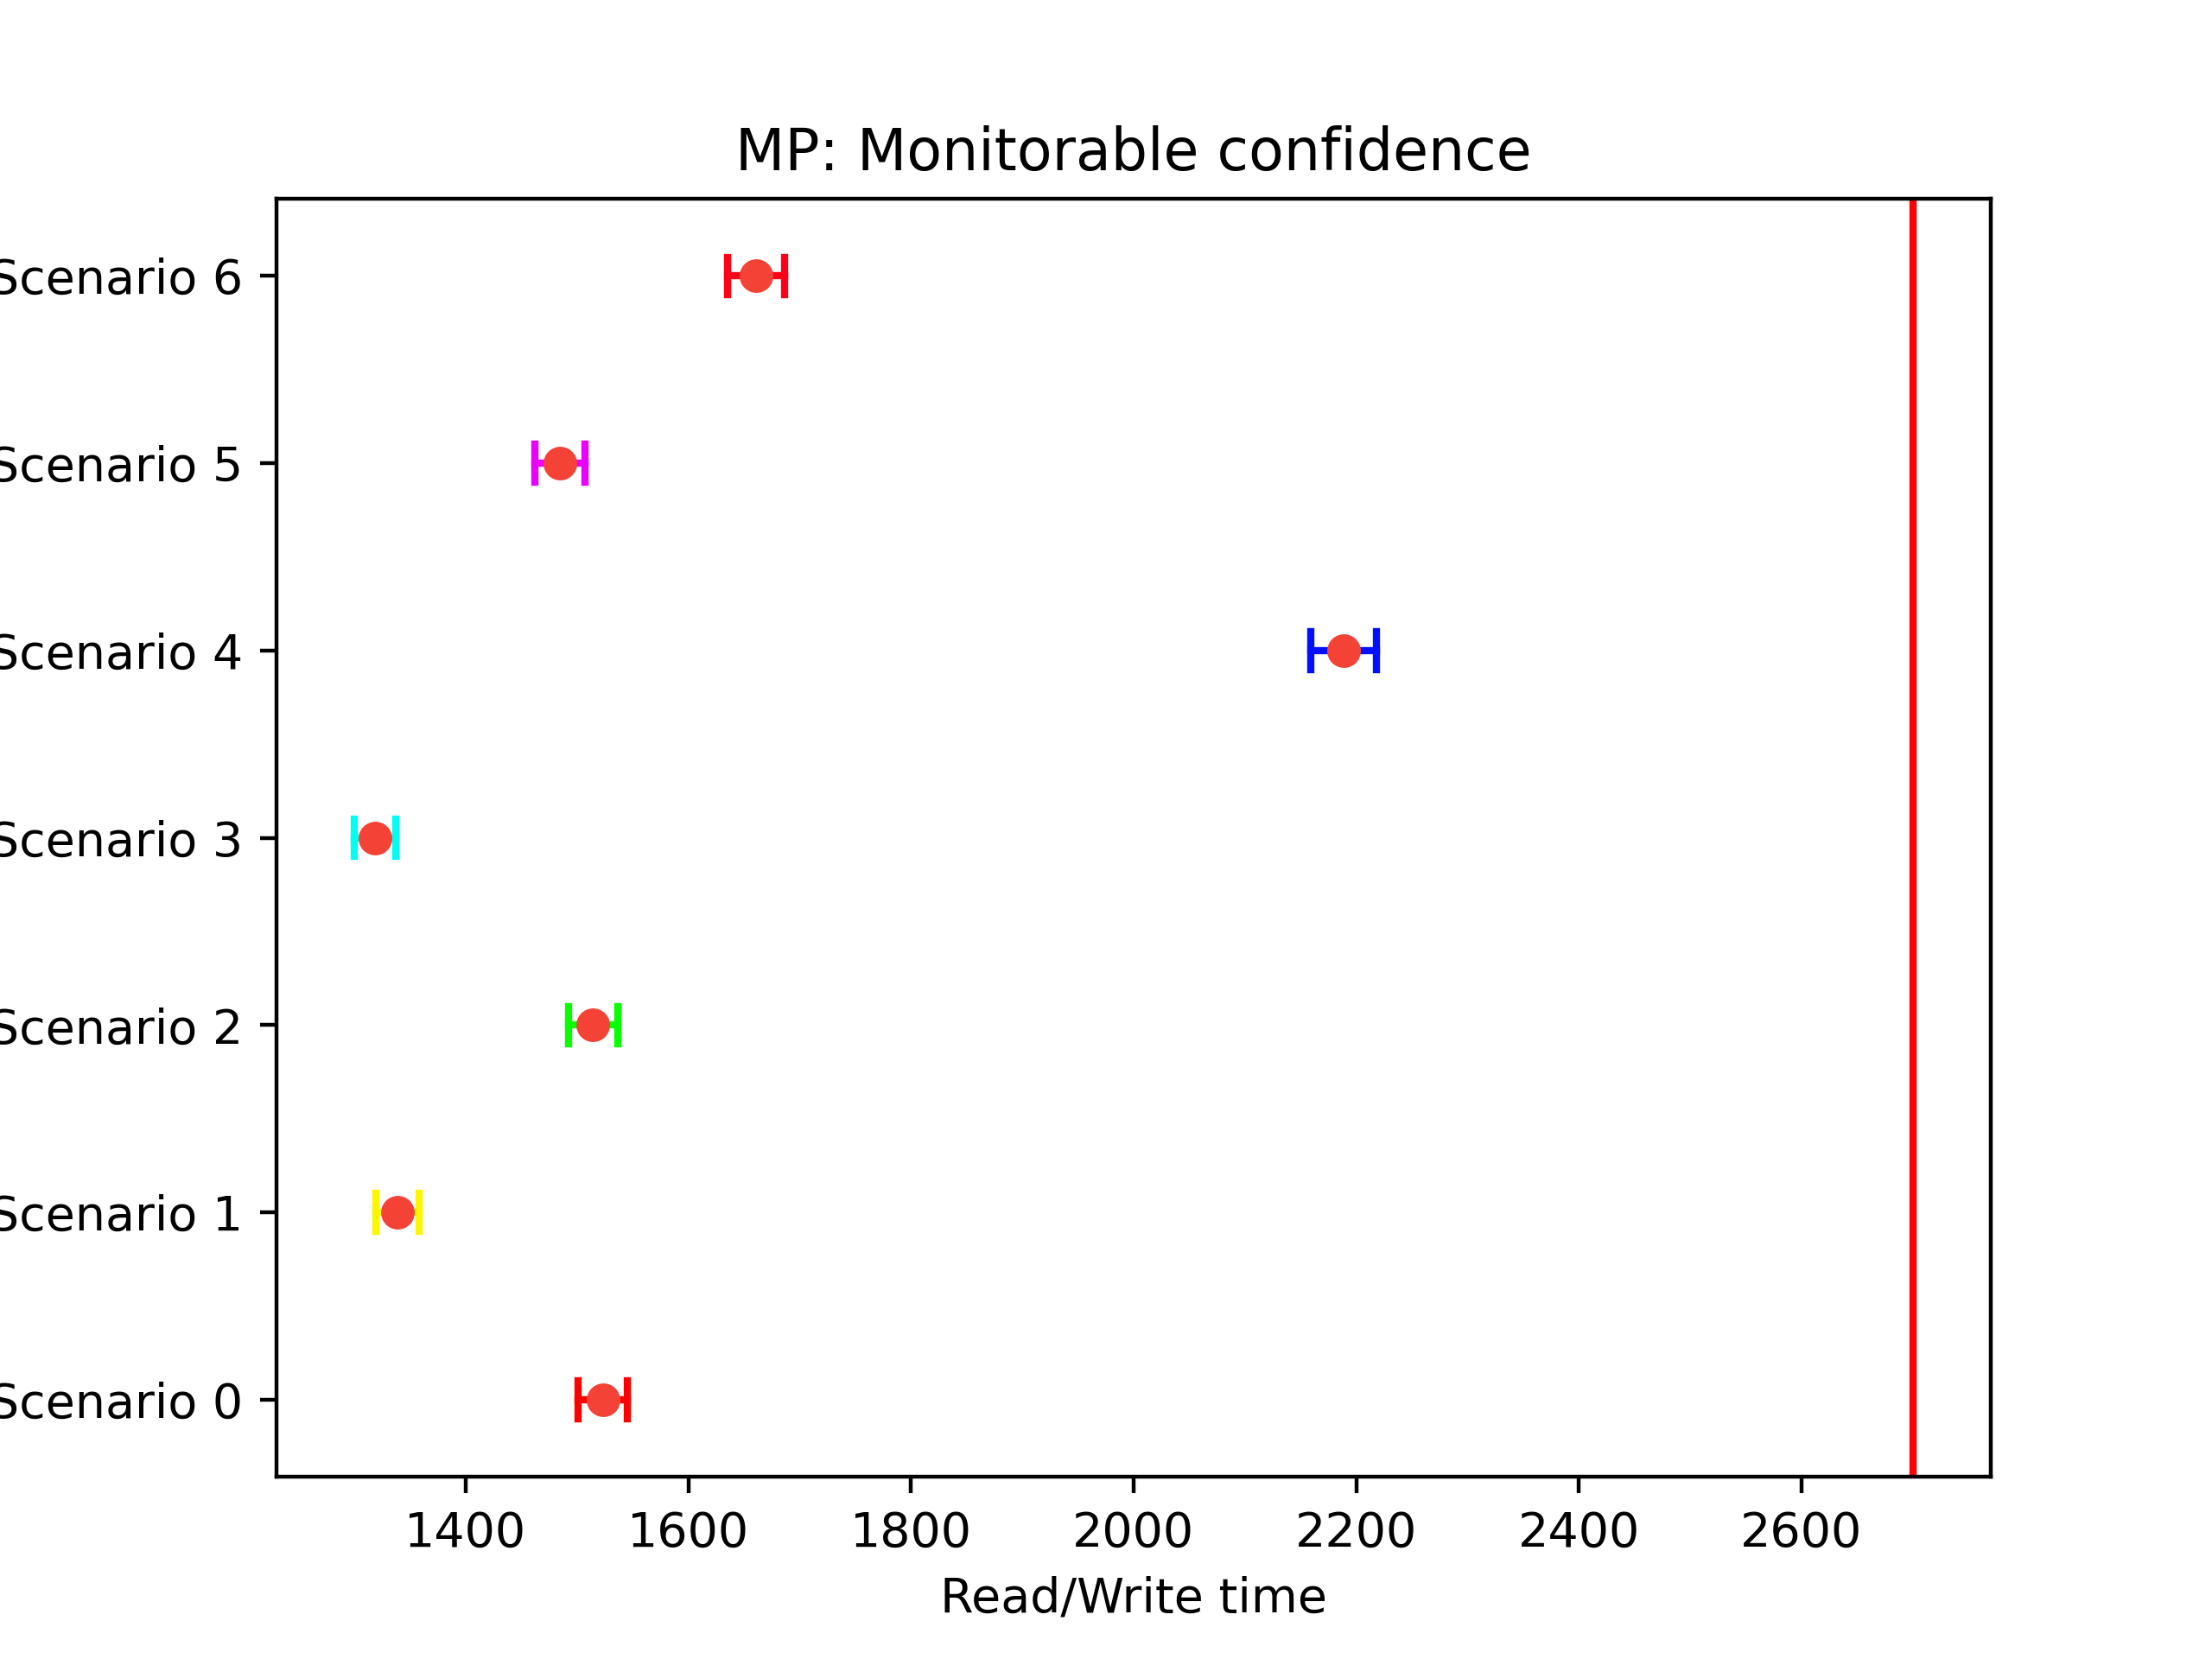 MP: Monitorable confidence
Scenario 6
Scenario 5
Scenario 4
Scenario 3
Scenario 2
Scenario 1
Scenario 0
1400 1600 1800 2000 2200 2400 2600
Read/Write time